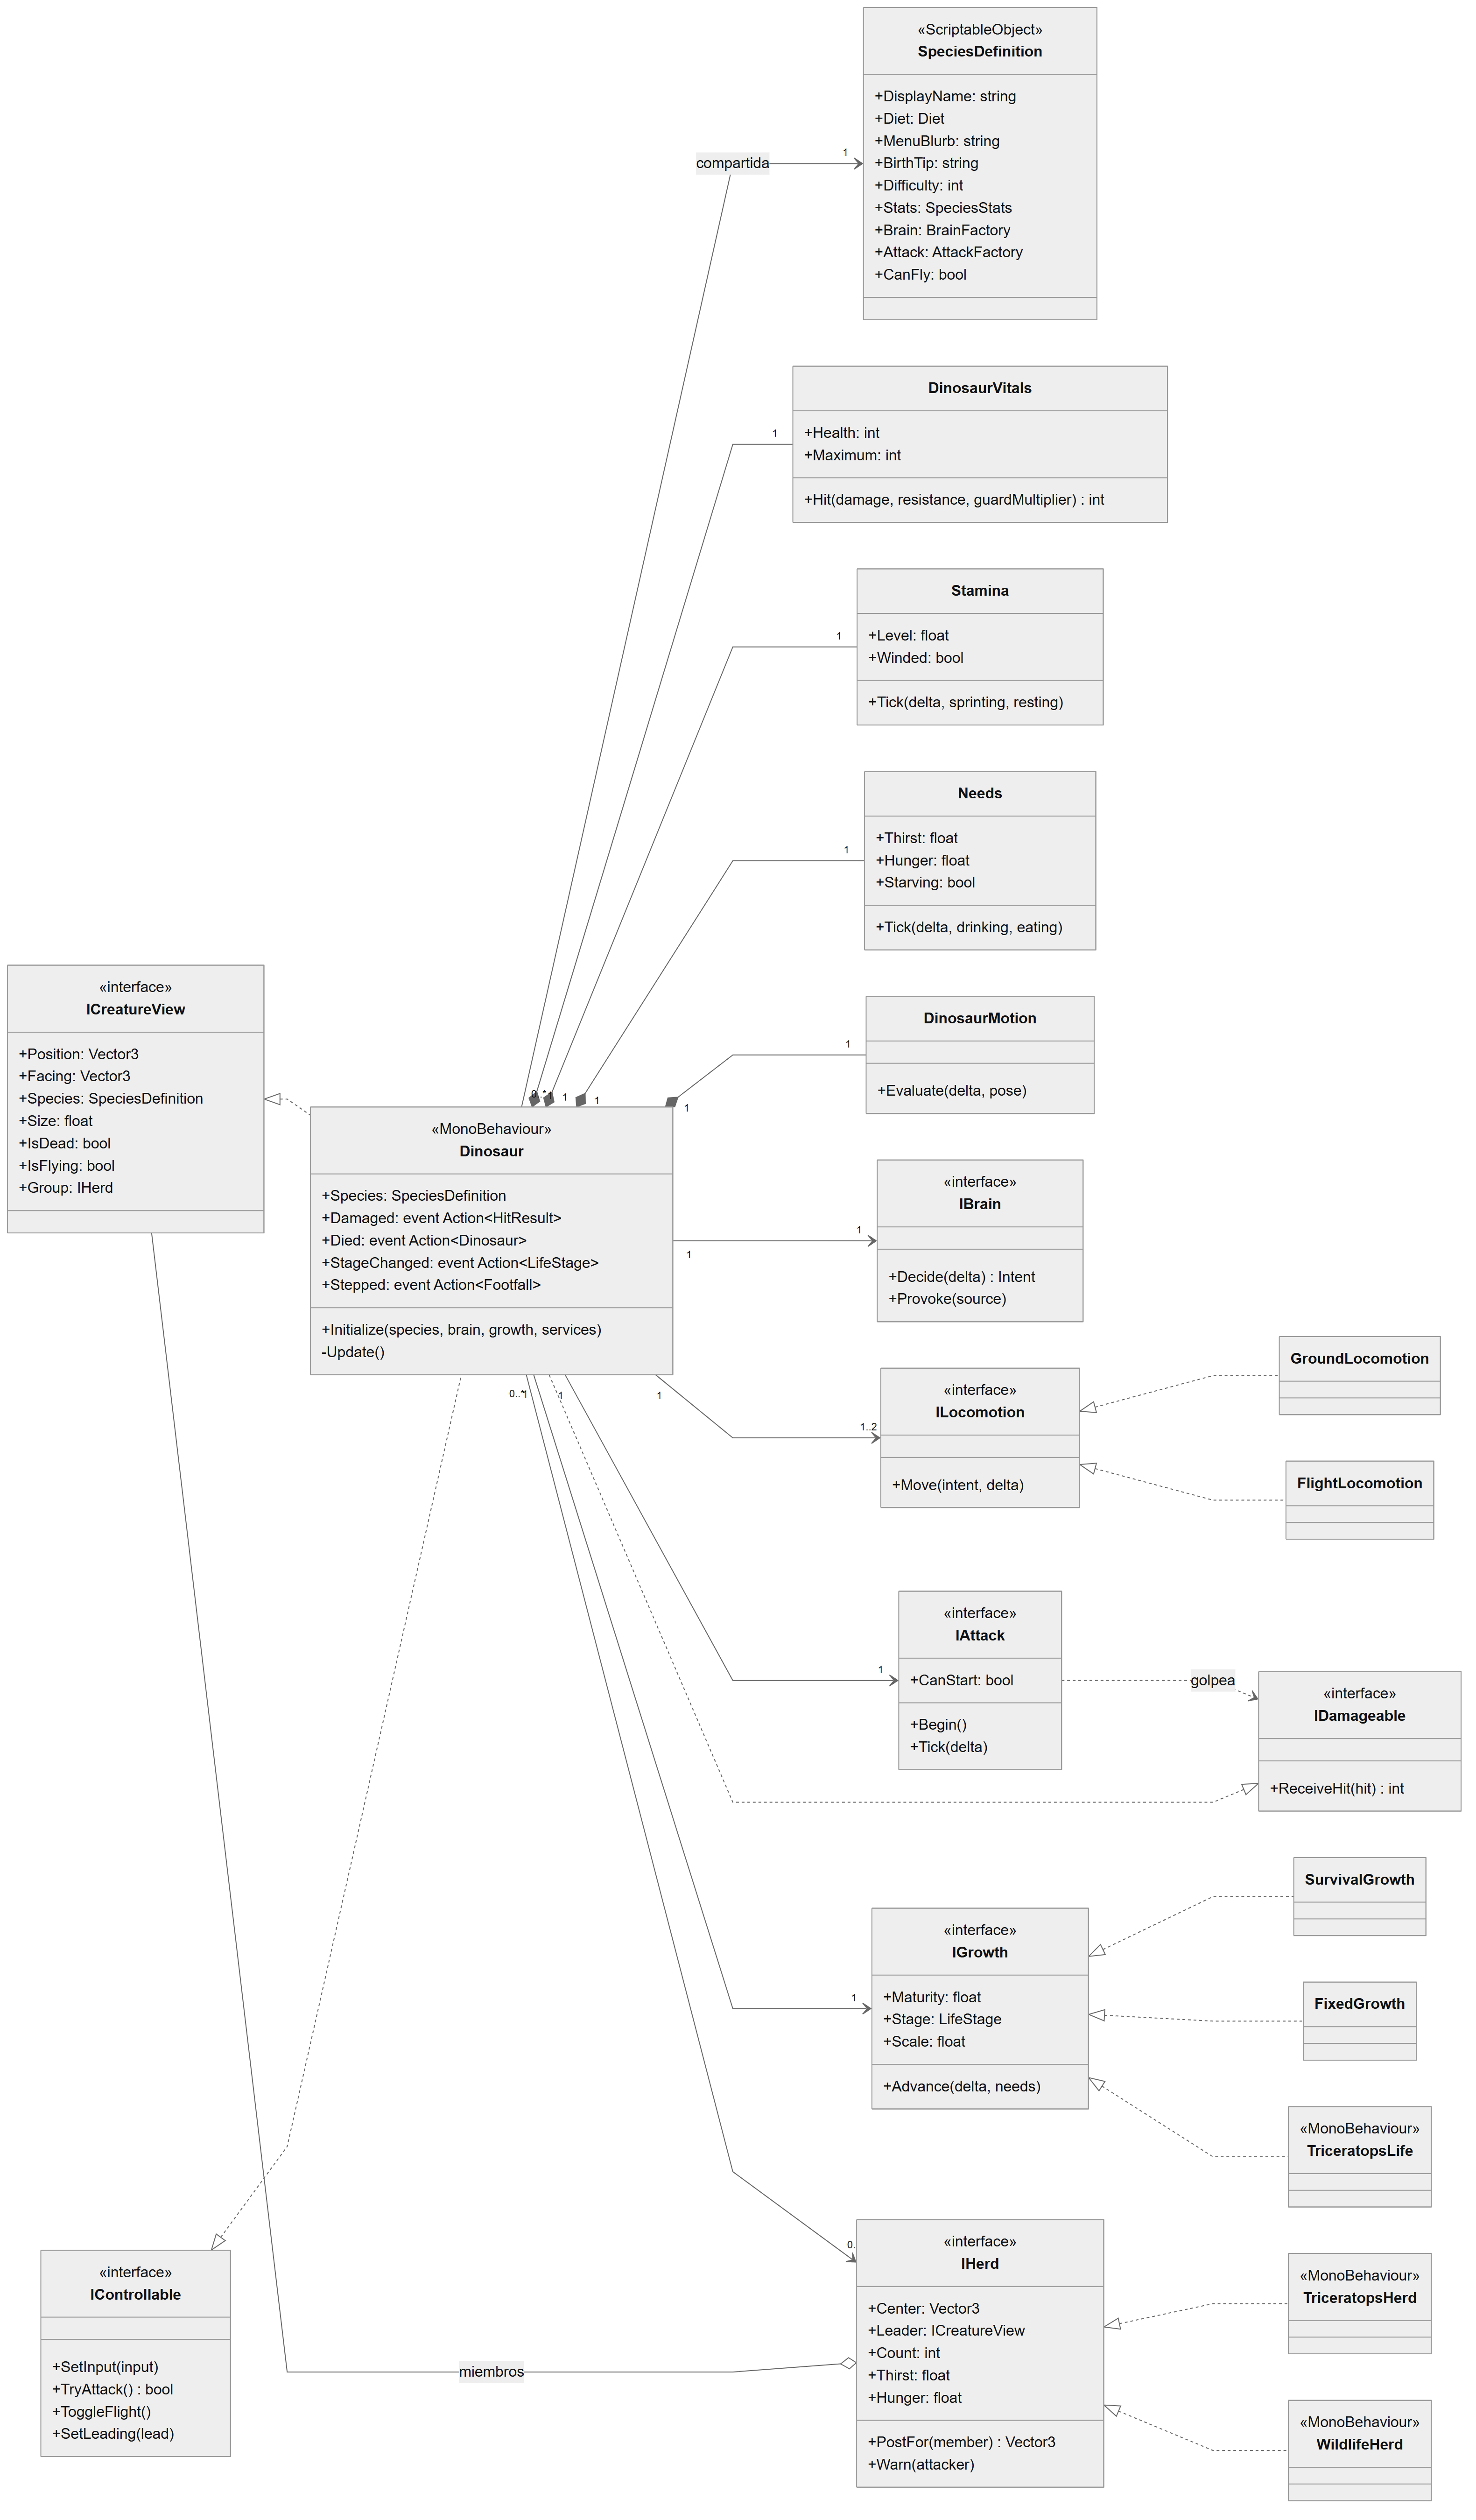 «ScriptableObject»
SpeciesDefinition
+DisplayName: string
+Diet: Diet
+MenuBlurb: string
+BirthTip: string
+Difficulty: int
+Stats: SpeciesStats
+Brain: BrainFactory
+Attack: AttackFactory
+CanFly: bool
compartida
1
DinosaurVitals
+Health: int
+Maximum: int
+Hit(damage, resistance, guardMultiplier) : int
1
Stamina
+Level: float
+Winded: bool
+Tick(delta, sprinting, resting)
1
Needs
+Thirst: float
+Hunger: float
+Starving: bool
+Tick(delta, drinking, eating)
1
«interface»
ICreatureView
+Position: Vector3
+Facing: Vector3
+Species: SpeciesDefinition
+Size: float
+IsDead: bool
+IsFlying: bool
+Group: IHerd
DinosaurMotion
+Evaluate(delta, pose)
1
0..*
1
1
1
1
«MonoBehaviour»
Dinosaur
+Species: SpeciesDefinition
+Damaged: event Action<HitResult>
+Died: event Action<Dinosaur>
+StageChanged: event Action<LifeStage>
+Stepped: event Action<Footfall>
+Initialize(species, brain, growth, services)
-Update()
«interface»
IBrain
+Decide(delta) : Intent
+Provoke(source)
1
1
0..*
1
1
1
1..2
«interface»
ILocomotion
+Move(intent, delta)
GroundLocomotion
FlightLocomotion
«interface»
IAttack
+CanStart: bool
+Begin()
+Tick(delta)
1
golpea
«interface»
IDamageable
+ReceiveHit(hit) : int
«interface»
IGrowth
+Maturity: float
+Stage: LifeStage
+Scale: float
+Advance(delta, needs)
1
SurvivalGrowth
FixedGrowth
«MonoBehaviour»
TriceratopsLife
«interface»
IControllable
+SetInput(input)
+TryAttack() : bool
+ToggleFlight()
+SetLeading(lead)
miembros
0..
«interface»
IHerd
+Center: Vector3
+Leader: ICreatureView
+Count: int
+Thirst: float
+Hunger: float
+PostFor(member) : Vector3
+Warn(attacker)
«MonoBehaviour»
TriceratopsHerd
«MonoBehaviour»
WildlifeHerd